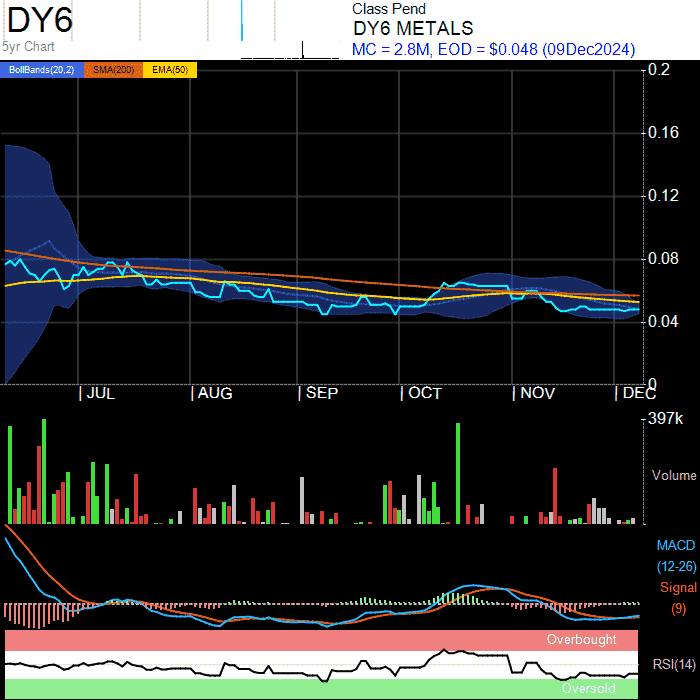 DY6
5yr Chart
Class Pend
DY6 METALS
MC = 2.8M, EOD = $0.048 (09Dec2024)
BollBands(20,2) SMA(200) EMA(50)
0.2
0.16
0.12
0.08
0.04
0
JUL AUG SEP OCT NOV DEC
397k
Volume
MACD
(12-26)
Signal
(9)
Overbought
RSI(14)
Oversold